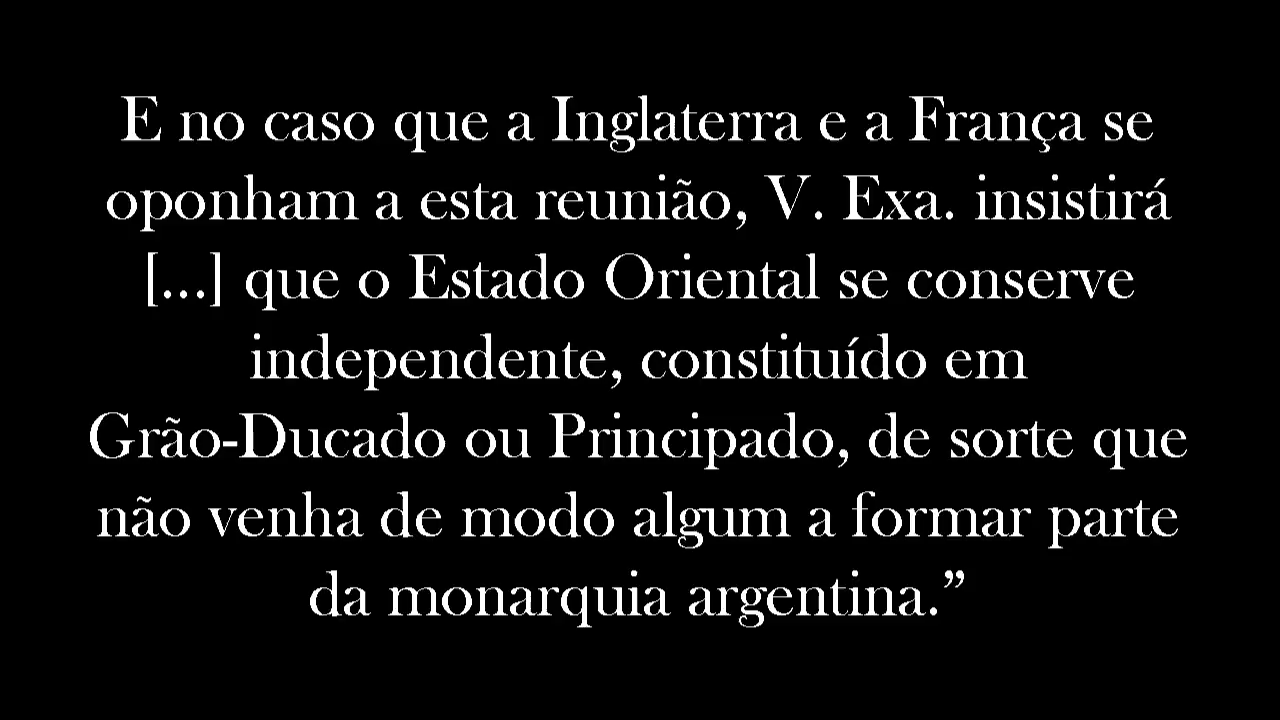 E no caso que a Inglaterra e a França se
oponham a esta reunião, V. Exa. insistirá
[...] que o Estado Oriental se conserve
independente, constituído em
Grão-Ducado ou Principado, de sorte que
não venha de modo algum a formar parte
da monarquia argentina.”